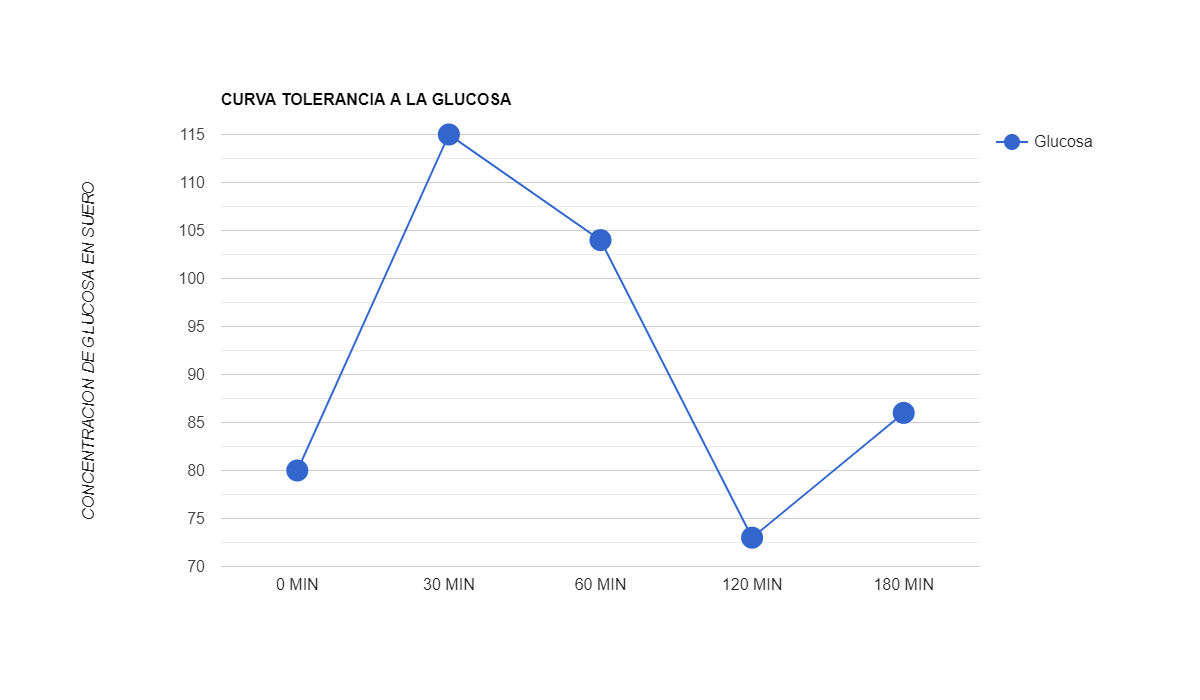 CURVA TOLERANCIA A LA GLUCOSA
Glucosa
CONCENTRACION DE GLUCOSA EN SUERO
115
110
105
100
95
90
85
80
75
70
0 MIN
30 MIN
60 MIN
120 MIN
180 MIN